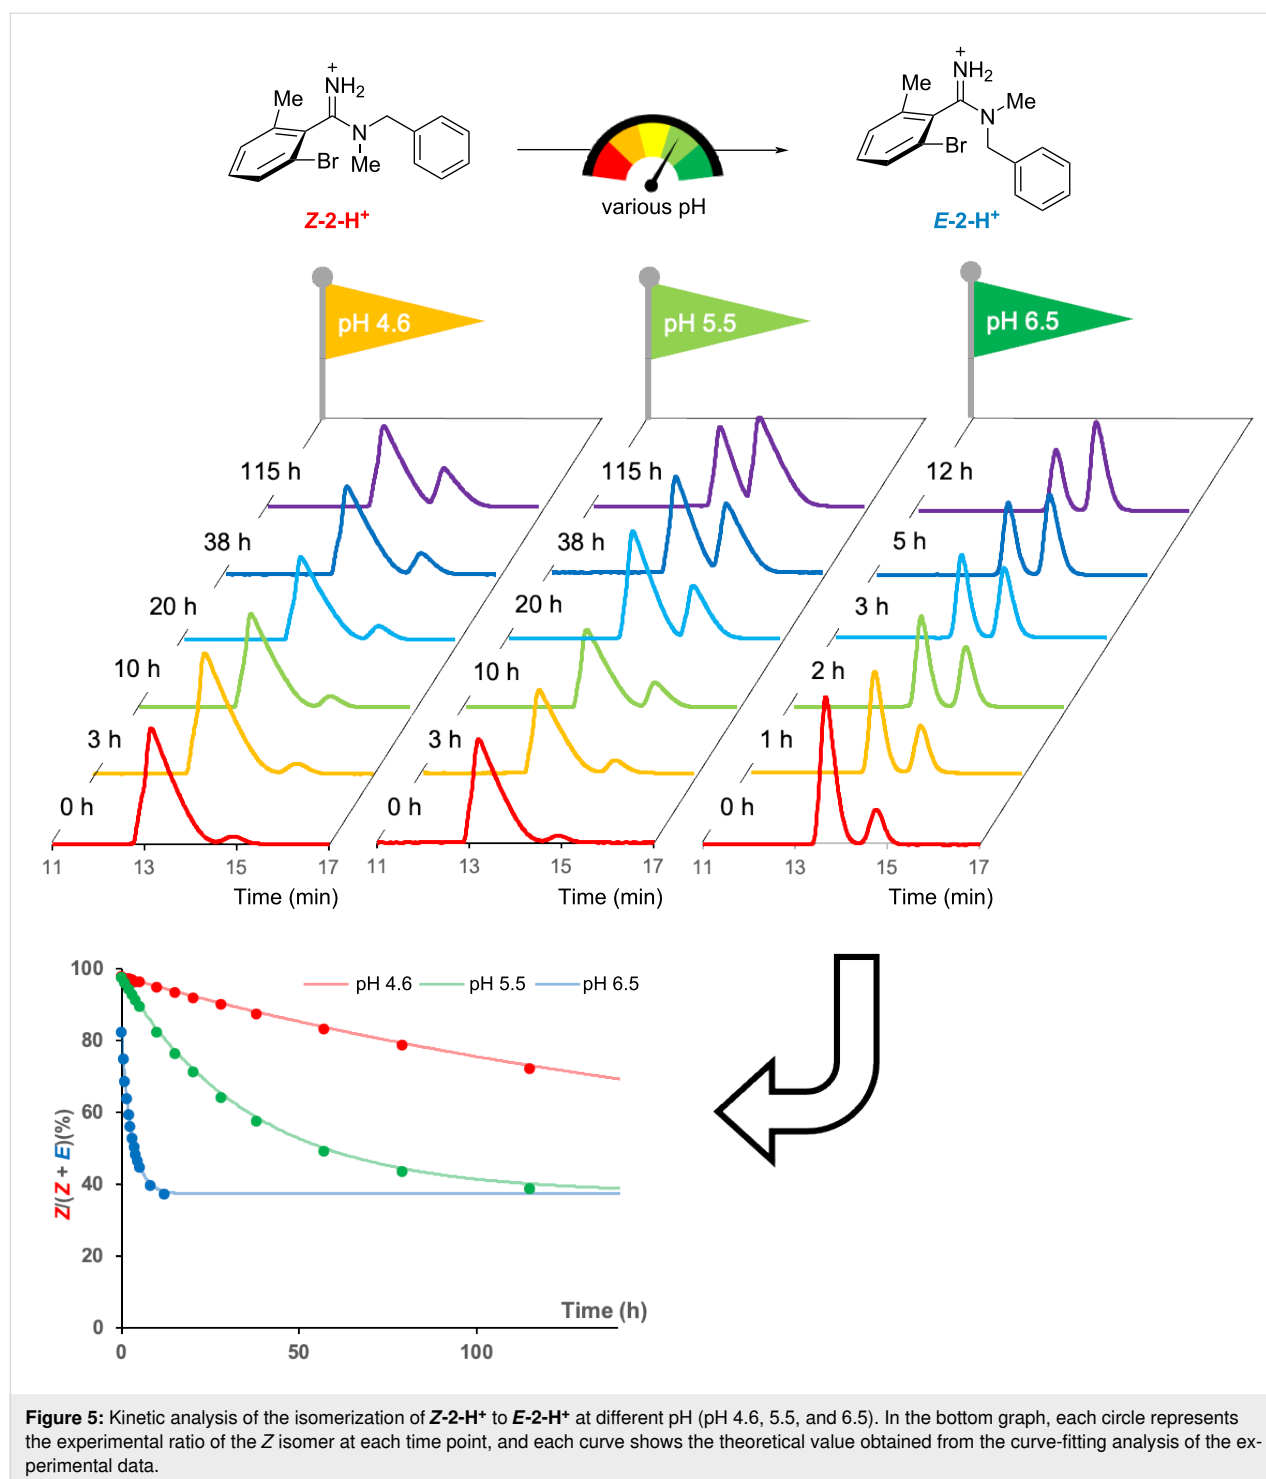 +
NH2
Me
N
Br
Me
Z-2-H+
various pH
+
NH2
Me
Me
N
Br
E-2-H+
pH 4.6
pH 5.5
pH 6.5
115 h
38 h
20 h
10 h
3 h
0 h
11 13 15 17
Time (min)
115 h
38 h
20 h
10 h
3 h
0 h
11 13 15 17
Time (min)
12 h
5 h
3 h
2 h
1 h
0 h
11 13 15 17
Time (min)
pH 4.6 pH 5.5 pH 6.5
Z/(Z + E)(%)
100
80
60
40
20
0
0 50 100
Time (h)
Figure 5: Kinetic analysis of the isomerization of Z-2-H+ to E-2-H+ at different pH (pH 4.6, 5.5, and 6.5). In the bottom graph, each circle represents
the experimental ratio of the Z isomer at each time point, and each curve shows the theoretical value obtained from the curve-fitting analysis of the ex-
perimental data.